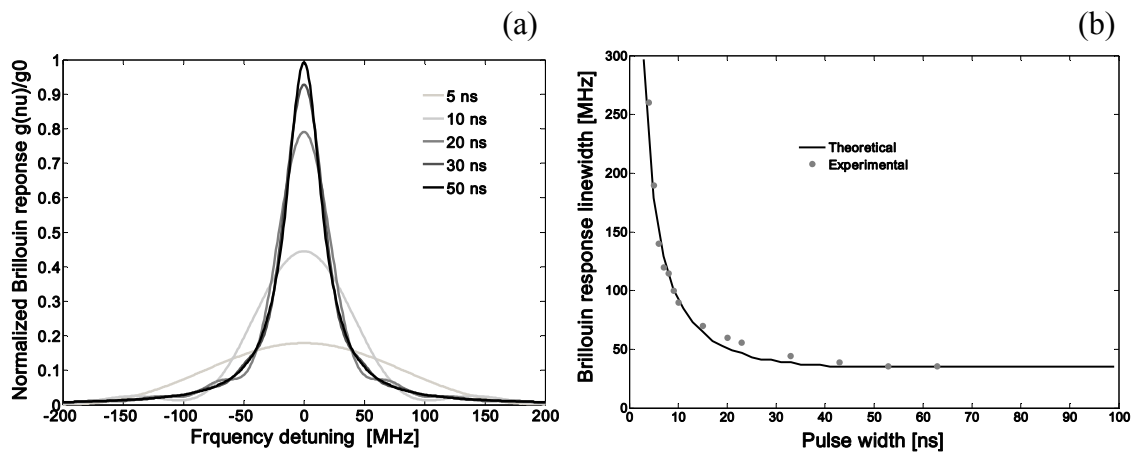 (a)
Normalized Brillouin reponse g(nu)/g0
1
0.9
0.8
0.7
0.6
0.5
0.4
0.3
0.2
0.1
0
-200
-150
-100
-50
0
50
100
150
200
Frquency detuning [MHz]
5 ns
10 ns
20 ns
30 ns
50 ns
(b)
Brillouin response linewidth [MHz]
300
250
200
150
100
50
0
0
10
20
30
40
50
60
70
80
90
100
Pulse width [ns]
Theoretical
Experimental